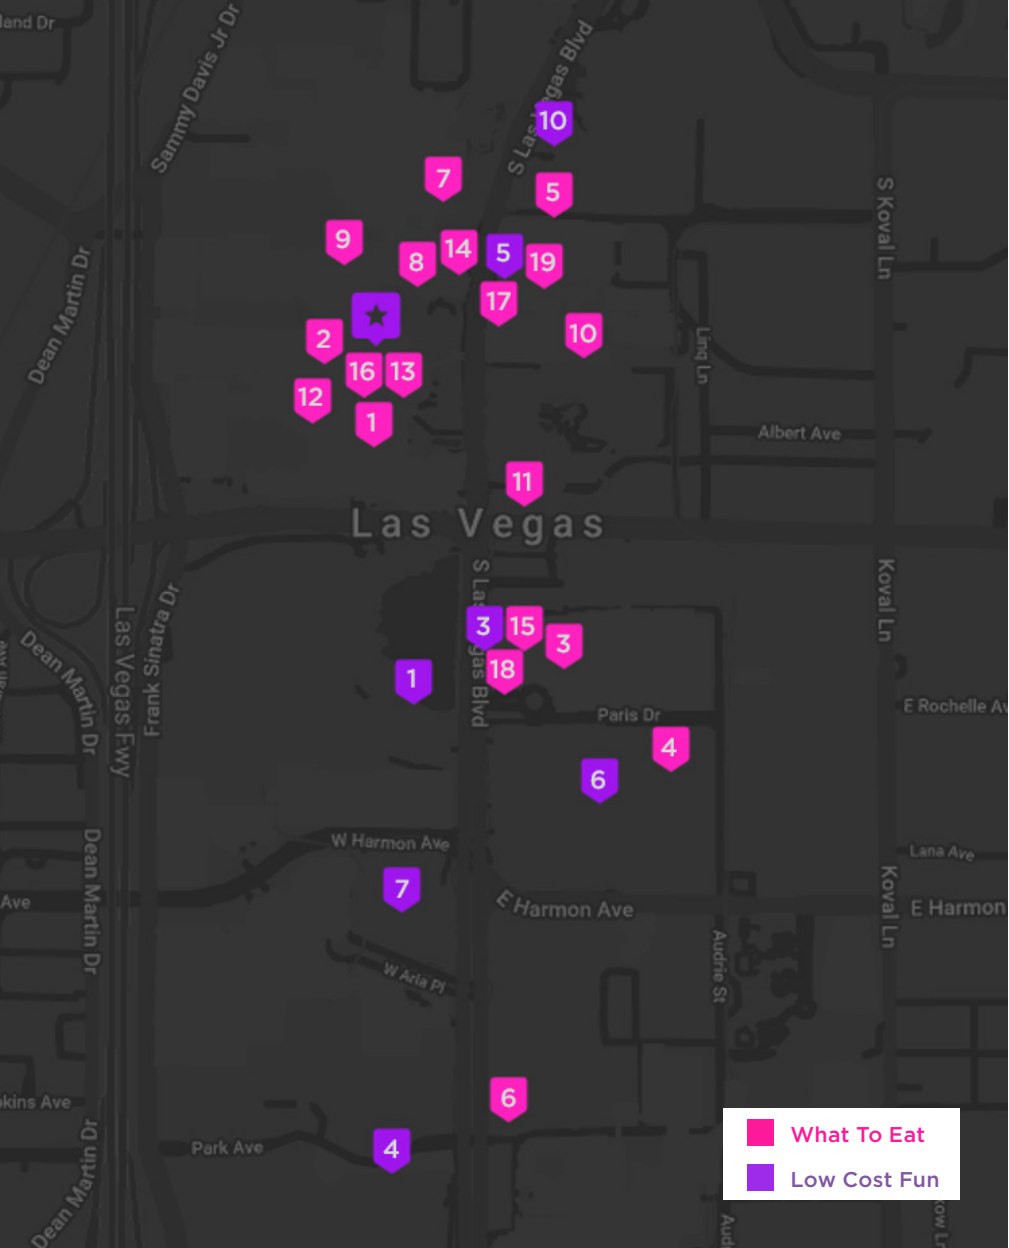 land Dr
Sammy Davis Jr Dr
S Las Vegas Blvd
10
7
5
S Koval Ln
9
14
5
8
19
Dean Martin Dr
17
2
10
Linq Ln
16
13
12
1
Albert Ave
11
Las Vegas
S Las Vegas Blvd
Koval Ln
Las Vegas Fwy
Frank Sinatra Dr
Dean Martin Dr
3
15
3
18
1
E Rochelle Av
Paris Dr
4
6
W Harmon Ave
Dean Martin Dr
Lana Ave
7
Koval Ln
Ave
E Harmon Ave
E Harmon
Audrie St
W Aria Pl
6
kins Ave
Dean Martin Dr
Park Ave
4
What To Eat
Low Cost Fun
Aud
ow Ln